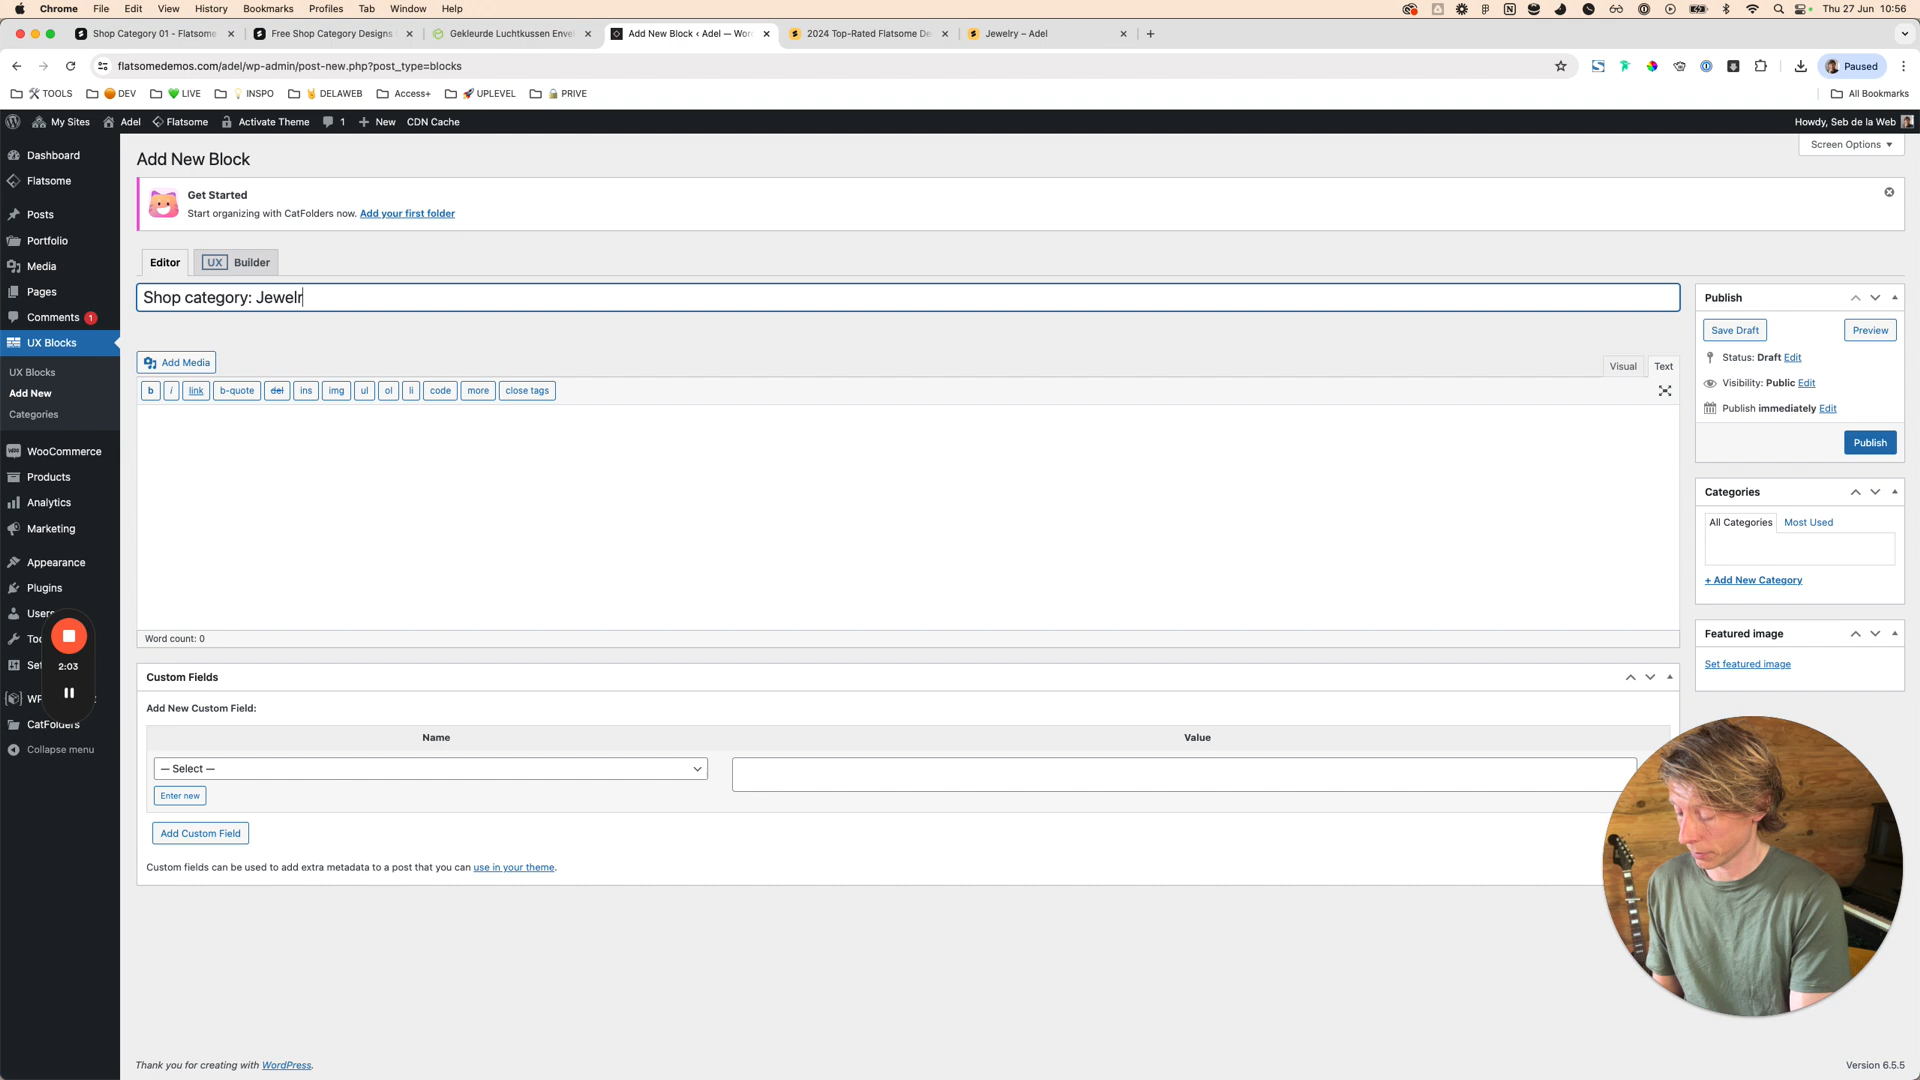 Chrome File Edit View History Bookmarks Profiles Tab Window Help Thu 27 Jun 10:56
Shop Category 01 - Flatsome Free Shop Category Designs Gekleurde Luchtkussen Enve Add New Block ‹ Adel — Wor 2024 Top-Rated Flatsome De Jewelry – Adel
flatsomedemos.com/adel/wp-admin/post-new.php?post_type=blocks Paused
TOOLS DEV LIVE INSPO DELAWEB Access+ UPLEVEL PRIVE All Bookmarks
My Sites Adel Flatsome Activate Theme 1 New CDN Cache Howdy, Seb de la Web
Dashboard
Flatsome
Posts
Portfolio
Media
Pages
Comments 1
UX Blocks
UX Blocks
Add New
Categories
WooCommerce
Products
Analytics
Marketing
Appearance
Plugins
Users
Too
Set
WP
CatFolders
Collapse menu
2:03
Screen Options
Add New Block
Get Started
Start organizing with CatFolders now. Add your first folder
Editor UX Builder
Shop category: Jewelr
Add Media Visual Text
b i link b-quote del ins img ul ol li code more close tags
Word count: 0
Custom Fields
Add New Custom Field:
Name Value
— Select —
Enter new
Add Custom Field
Custom fields can be used to add extra metadata to a post that you can use in your theme.
Publish
Save Draft Preview
Status: Draft Edit
Visibility: Public Edit
Publish immediately Edit
Publish
Categories
All Categories Most Used
+ Add New Category
Featured image
Set featured image
Thank you for creating with WordPress. Version 6.5.5